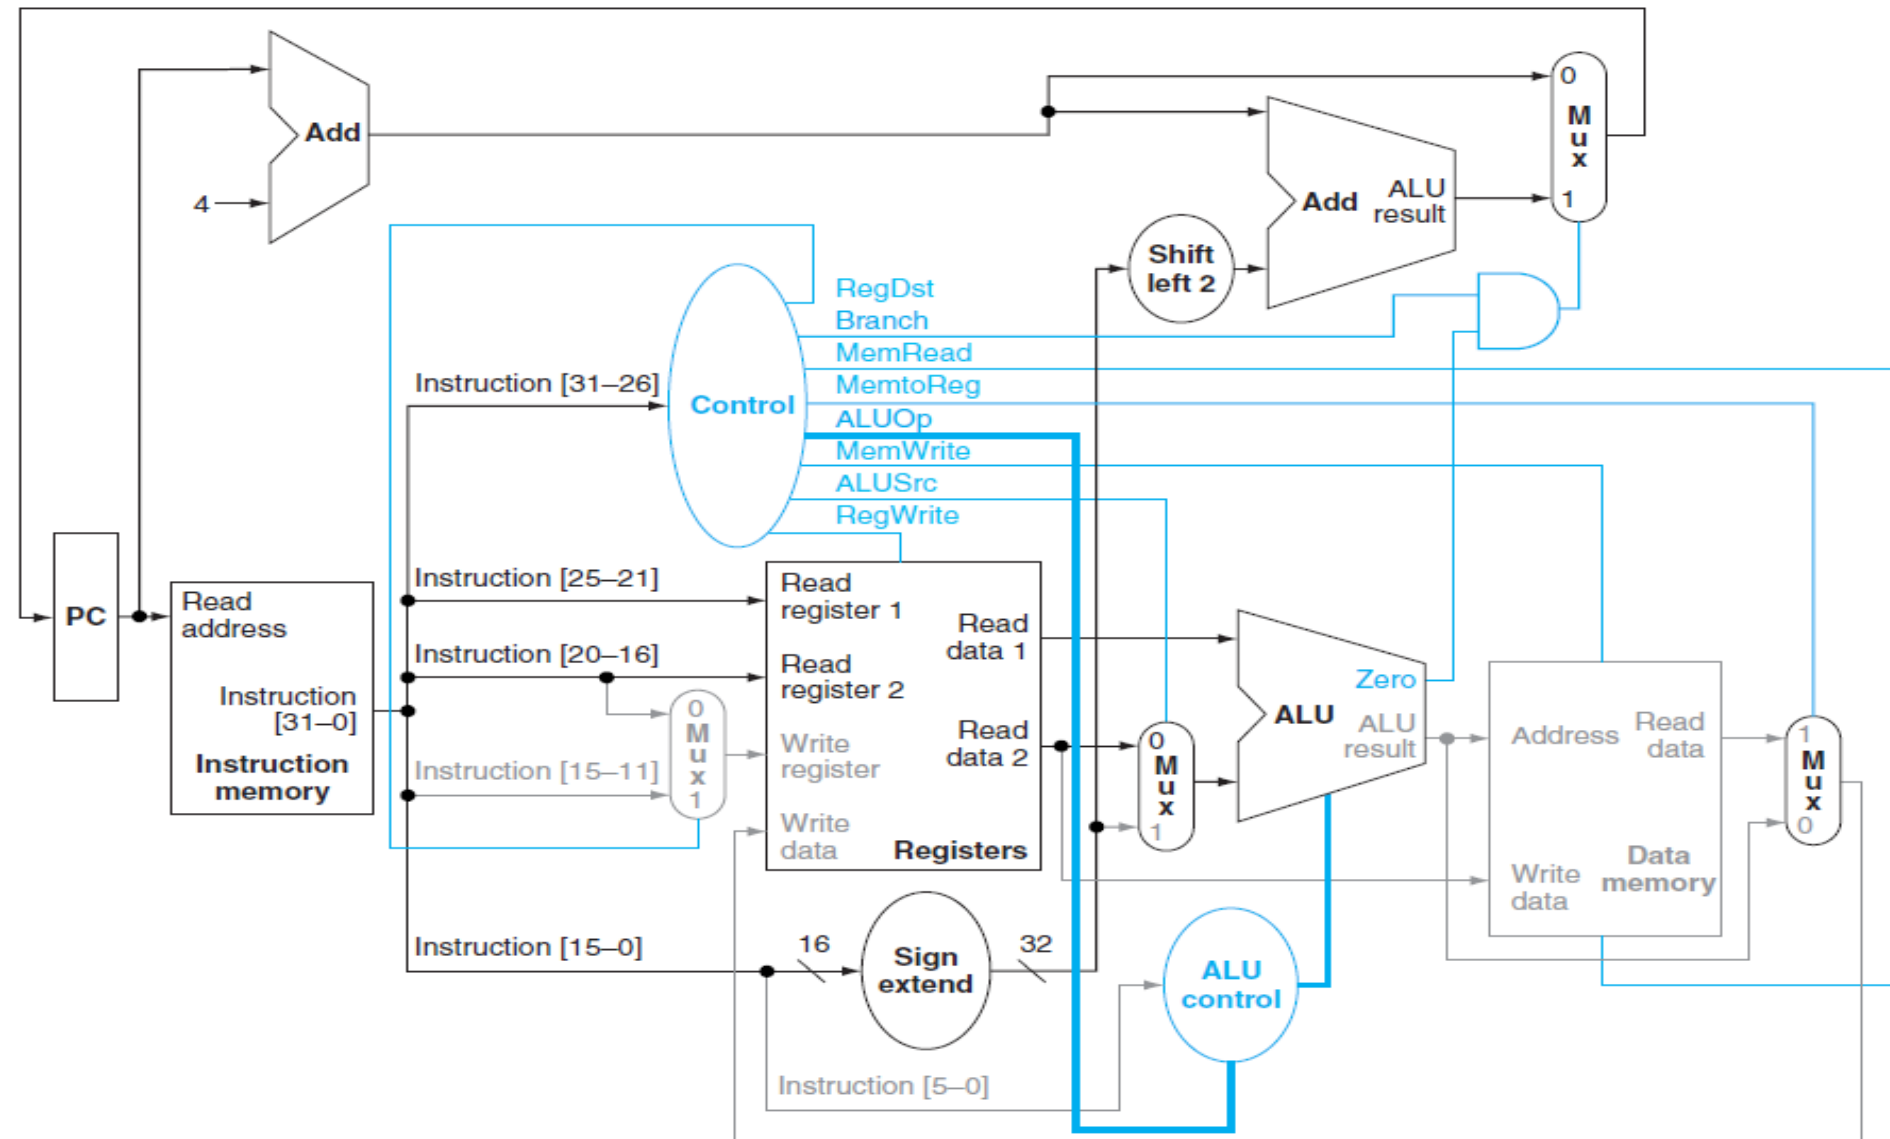 Add
4
0
M
u
x
1
Add
ALU
result
Shift
left 2
RegDst
Branch
MemRead
MemtoReg
ALUOp
MemWrite
ALUSrc
RegWrite
Control
Instruction [31–26]
Instruction [25–21]
Instruction [20–16]
Instruction [15–11]
Instruction [15–0]
PC
Read
address
Instruction
[31–0]
Instruction
memory
0
M
u
x
1
Read
register 1
Read
register 2
Write
register
Write
data
Read
data 1
Read
data 2
Registers
0
M
u
x
1
Zero
ALU
ALU
result
Address
Read
data
Write
data
Data
memory
1
M
u
x
0
16
Sign
extend
32
ALU
control
Instruction [5–0]